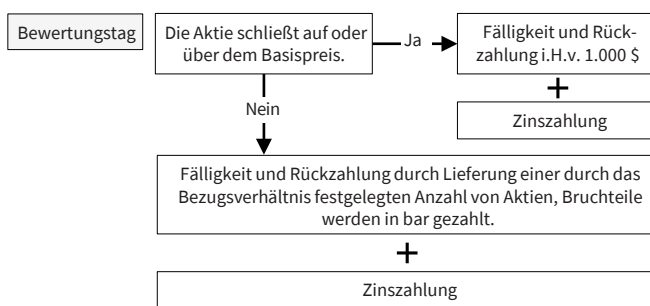 Bewertungstag
Die Aktie schließt auf oder
über dem Basispreis.
Ja
Fälligkeit und Rück-
zahlung i.H.v. 1.000 $
+
Zinszahlung
Nein
Fälligkeit und Rückzahlung durch Lieferung einer durch das
Bezugsverhältnis festgelegten Anzahl von Aktien, Bruchteile
werden in bar gezahlt.
+
Zinszahlung